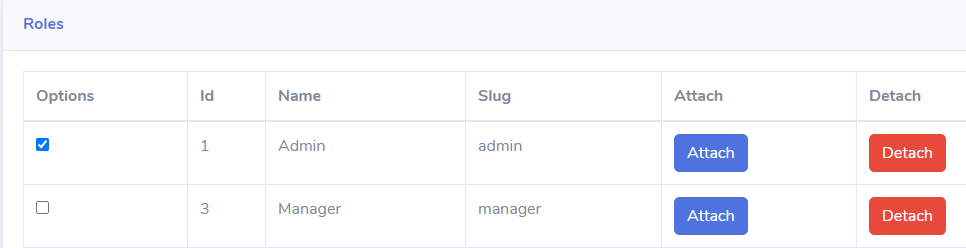 Roles
Options Id Name Slug Attach Detach
1 Admin admin Attach Detach
3 Manager manager Attach Detach